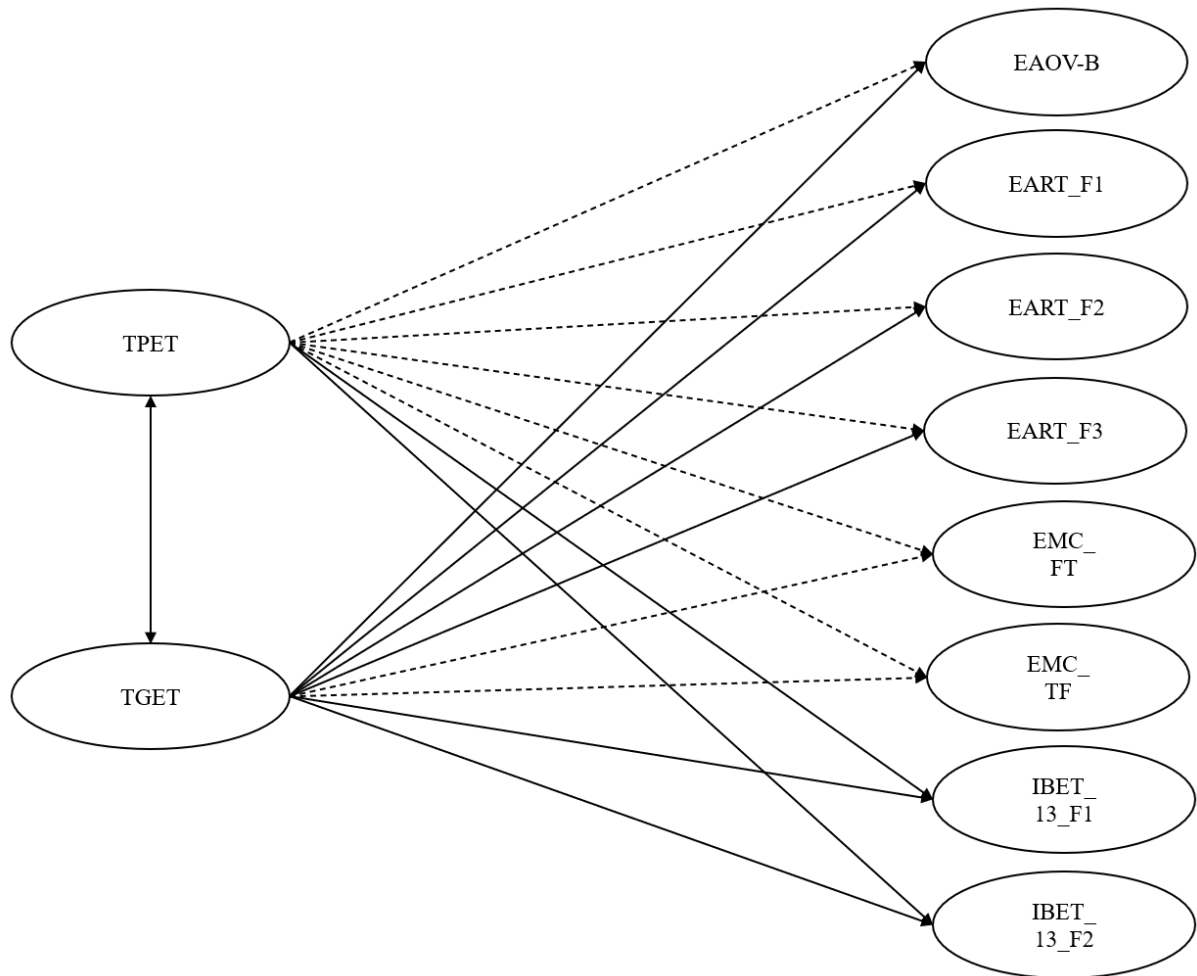 EAOV-B
EART_F1
EART_F2
TPET
EART_F3
EMC_
FT
EMC_
TF
TGET
IBET_
13_F1
IBET_
13_F2